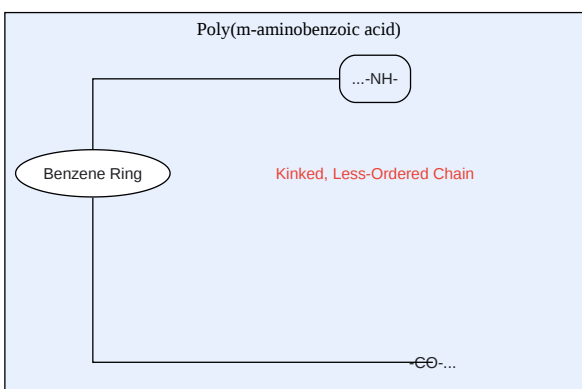 Poly(m-aminobenzoic acid)
...-NH-
Benzene Ring
Kinked, Less-Ordered Chain
-CO-...